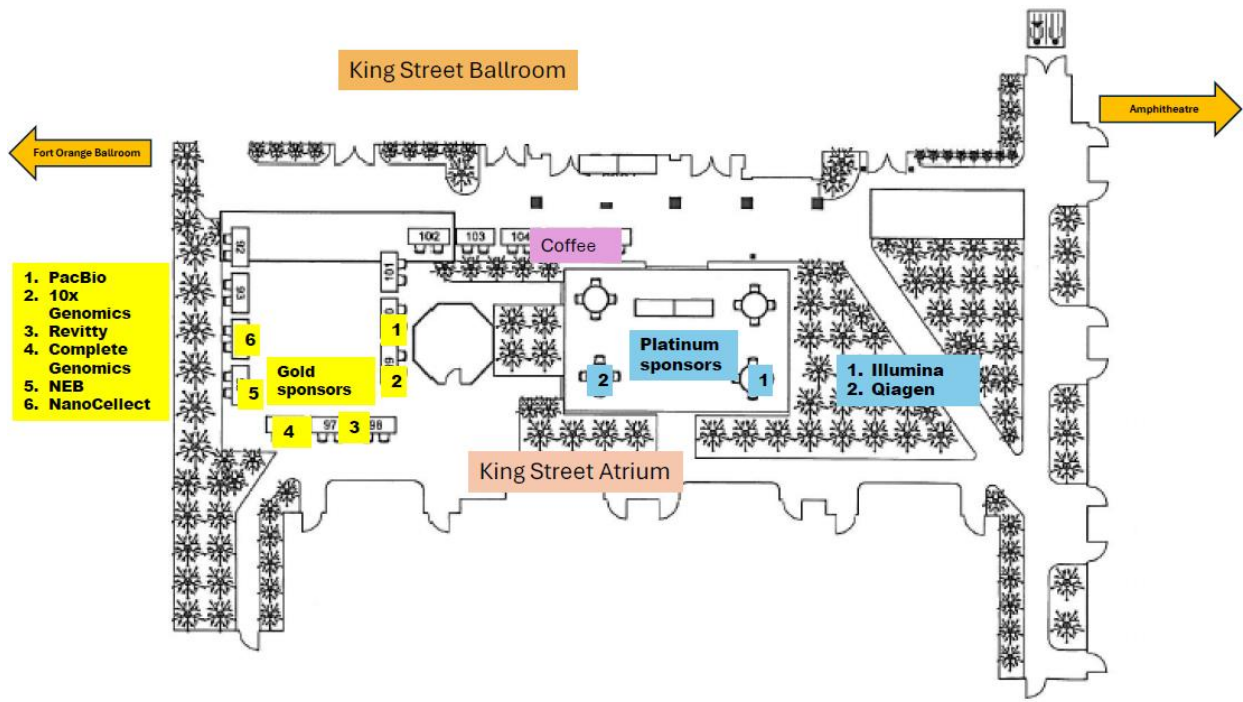 King Street Ballroom
Amphitheatre
Fort Orange Ballroom
102
103
104
Coffee
92
101
93
1. PacBio
2. 10x
Genomics
3. Revitty
4. Complete
Genomics
5. NEB
6. NanoCellect
6
1
Gold
sponsors
5
2
4
97
3
98
Platinum
sponsors
2
1
1. Illumina
2. Qiagen
King Street Atrium